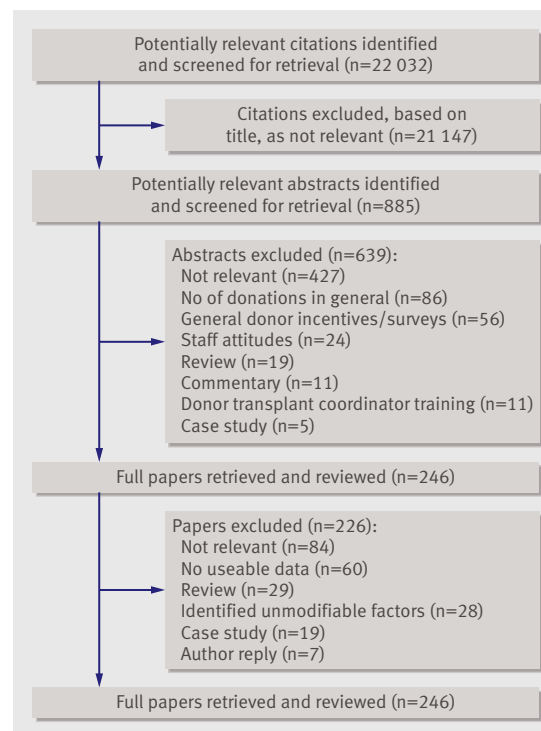 Potentially relevant citations identified
and screened for retrieval (n=22 032)
Citations excluded, based on
title, as not relevant (n=21 147)
Potentially relevant abstracts identified
and screened for retrieval (n=885)
Abstracts excluded (n=639):
Not relevant (n=427)
No of donations in general (n=86)
General donor incentives/surveys (n=56)
Staff attitudes (n=24)
Review (n=19)
Commentary (n=11)
Donor transplant coordinator training (n=11)
Case study (n=5)
Full papers retrieved and reviewed (n=246)
Papers excluded (n=226):
Not relevant (n=84)
No useable data (n=60)
Review (n=29)
Identified unmodifiable factors (n=28)
Case study (n=19)
Author reply (n=7)
Full papers retrieved and reviewed (n=246)